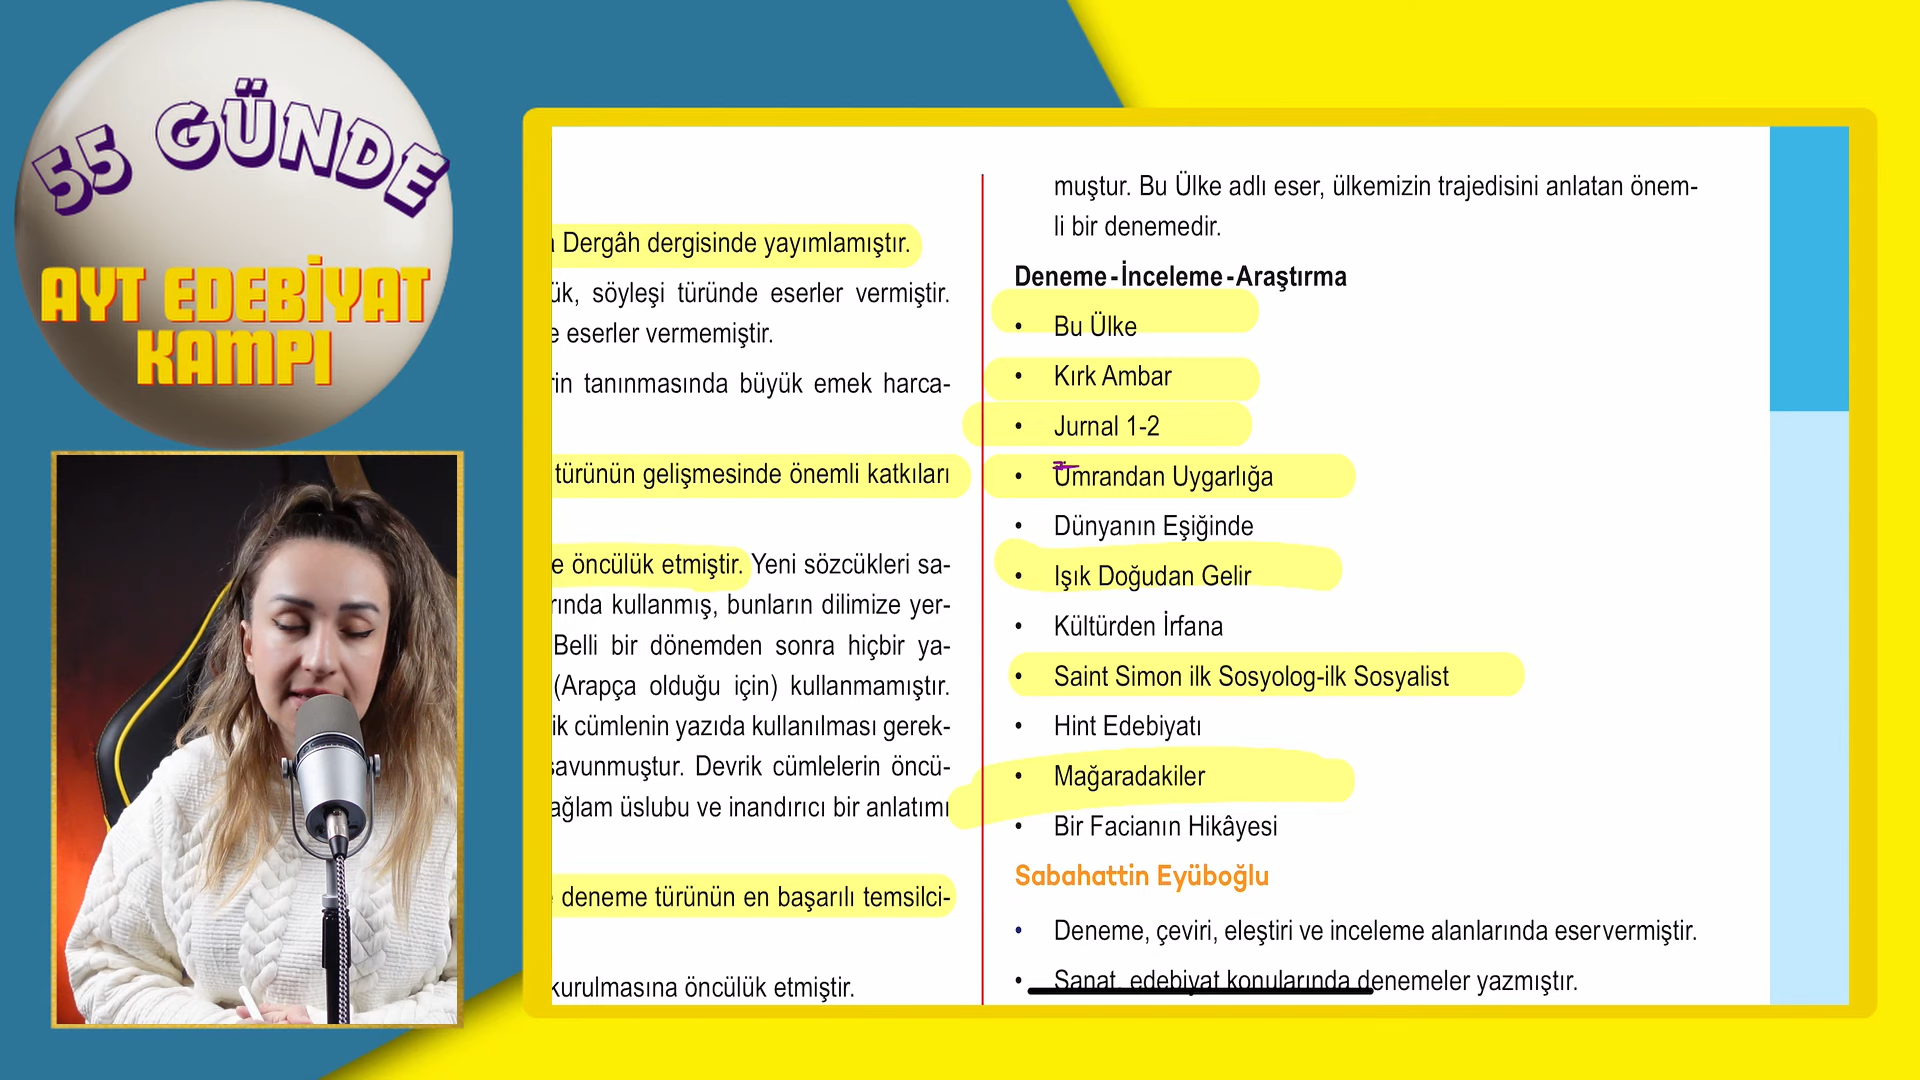 55 GÜNDE
AYT EDEBİYAT
KAMPI
Dergâh dergisinde yayımlamıştır.
ük, söyleşi türünde eserler vermiştir.
e eserler vermemiştir.
rin tanınmasında büyük emek harca-
türünün gelişmesinde önemli katkıları
e öncülük etmiştir. Yeni sözcükleri sa-
rında kullanmış, bunların dilimize yer-
Belli bir dönemden sonra hiçbir ya-
(Arapça olduğu için) kullanmamıştır.
ik cümlenin yazıda kullanılması gerek-
savunmuştur. Devrik cümlelerin öncü-
ağlam üslubu ve inandırıcı bir anlatımı
deneme türünün en başarılı temsilci-
kurulmasına öncülük etmiştir.
muştur. Bu Ülke adlı eser, ülkemizin trajedisini anlatan önem-
li bir denemedir.
Deneme-İnceleme-Araştırma
• Bu Ülke
• Kırk Ambar
• Jurnal 1-2
• Ümrandan Uygarlığa
• Dünyanın Eşiğinde
• Işık Doğudan Gelir
• Kültürden İrfana
• Saint Simon ilk Sosyolog-ilk Sosyalist
• Hint Edebiyatı
• Mağaradakiler
• Bir Facianın Hikâyesi
Sabahattin Eyüboğlu
• Deneme, çeviri, eleştiri ve inceleme alanlarında eser vermiştir.
• Sanat, edebiyat konularında denemeler yazmıştır.